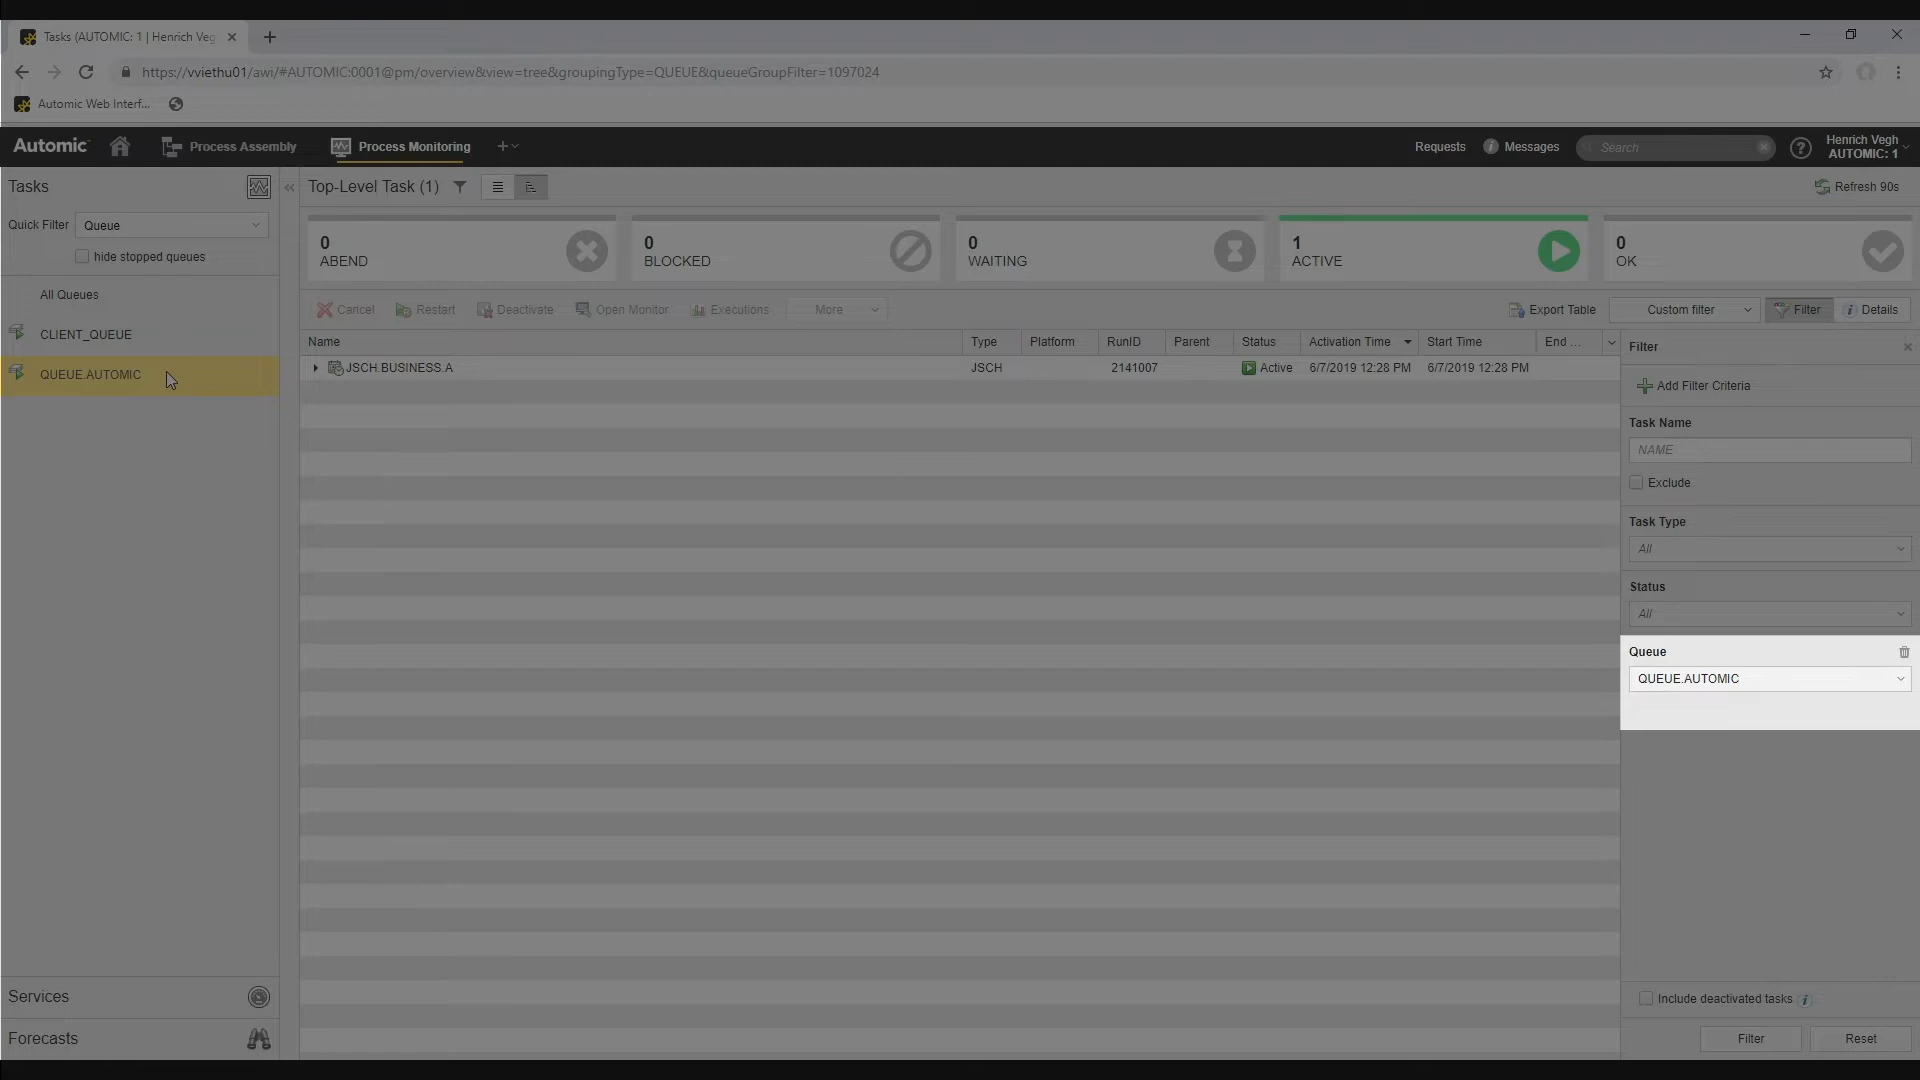 Tasks (AUTOMIC: 1 | Henrich Veg
https://vviethu01/awi/#AUTOMIC:0001@pm/overview&view=tree&groupingType=QUEUE&queueGroupFilter=1097024
Automic Web Interf...
Automic
Process Assembly
Process Monitoring
Requests
Messages
Search
Henrich Vegh
AUTOMIC: 1
Tasks
Top-Level Task (1)
Refresh 90s
Quick Filter
Queue
hide stopped queues
All Queues
CLIENT_QUEUE
QUEUE.AUTOMIC
0
ABEND
0
BLOCKED
0
WAITING
1
ACTIVE
0
OK
Cancel
Restart
Deactivate
Open Monitor
Executions
More
Export Table
Custom filter
Filter
Details
Name Type Platform RunID Parent Status Activation Time Start Time End ...
JSCH.BUSINESS.A JSCH 2141007 Active 6/7/2019 12:28 PM 6/7/2019 12:28 PM
Filter
Add Filter Criteria
Task Name
NAME
Exclude
Task Type
All
Status
All
Queue
QUEUE.AUTOMIC
Include deactivated tasks
Filter
Reset
Services
Forecasts